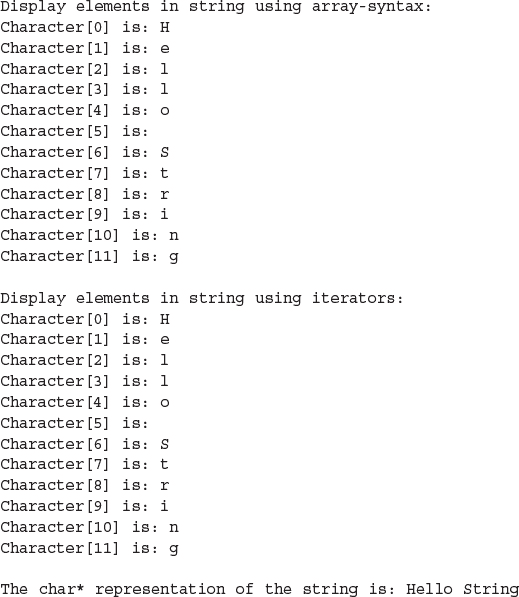 Display elements in string using array-syntax:
Character[0] is: H
Character[1] is: e
Character[2] is: l
Character[3] is: l
Character[4] is: o
Character[5] is:
Character[6] is: S
Character[7] is: t
Character[8] is: r
Character[9] is: i
Character[10] is: n
Character[11] is: g

Display elements in string using iterators:
Character[0] is: H
Character[1] is: e
Character[2] is: l
Character[3] is: l
Character[4] is: o
Character[5] is:
Character[6] is: S
Character[7] is: t
Character[8] is: r
Character[9] is: i
Character[10] is: n
Character[11] is: g

The char* representation of the string is: Hello String